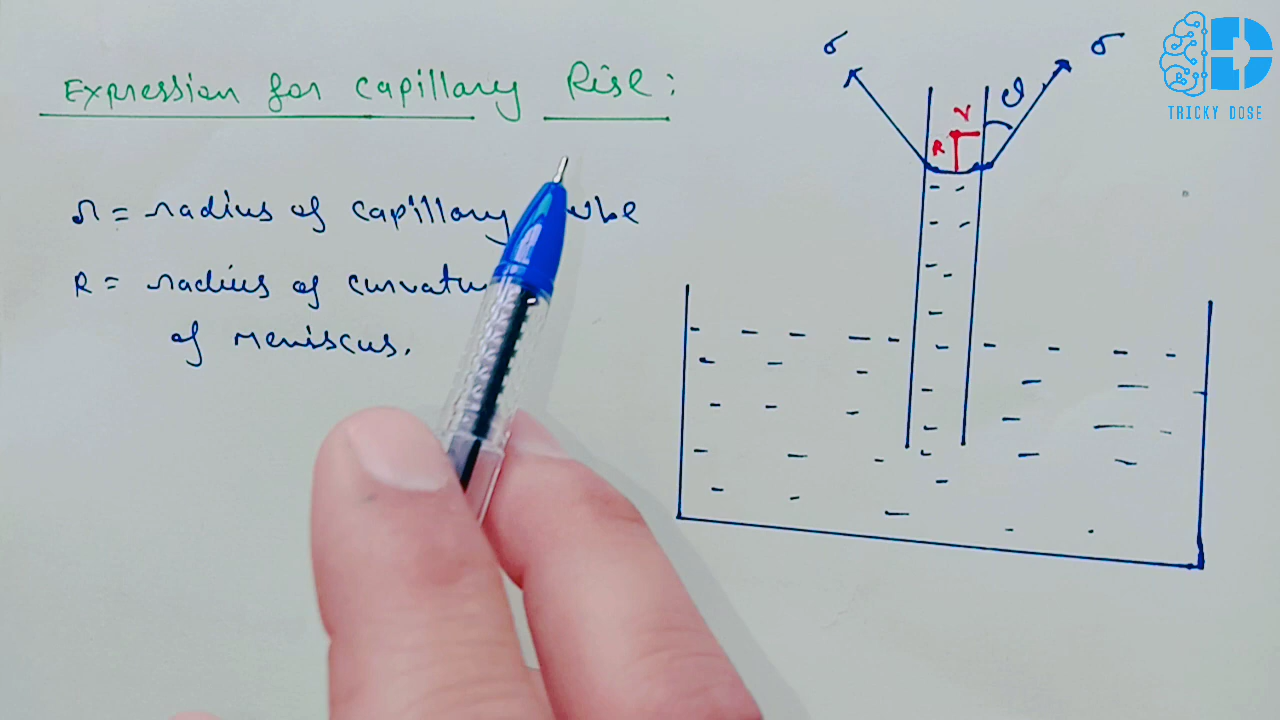 Expression for Capillary Rise:
r = radius of capillary
R = radius of
of Meniscus.
σ
σ
θ
r
R
TRICKY DOSE